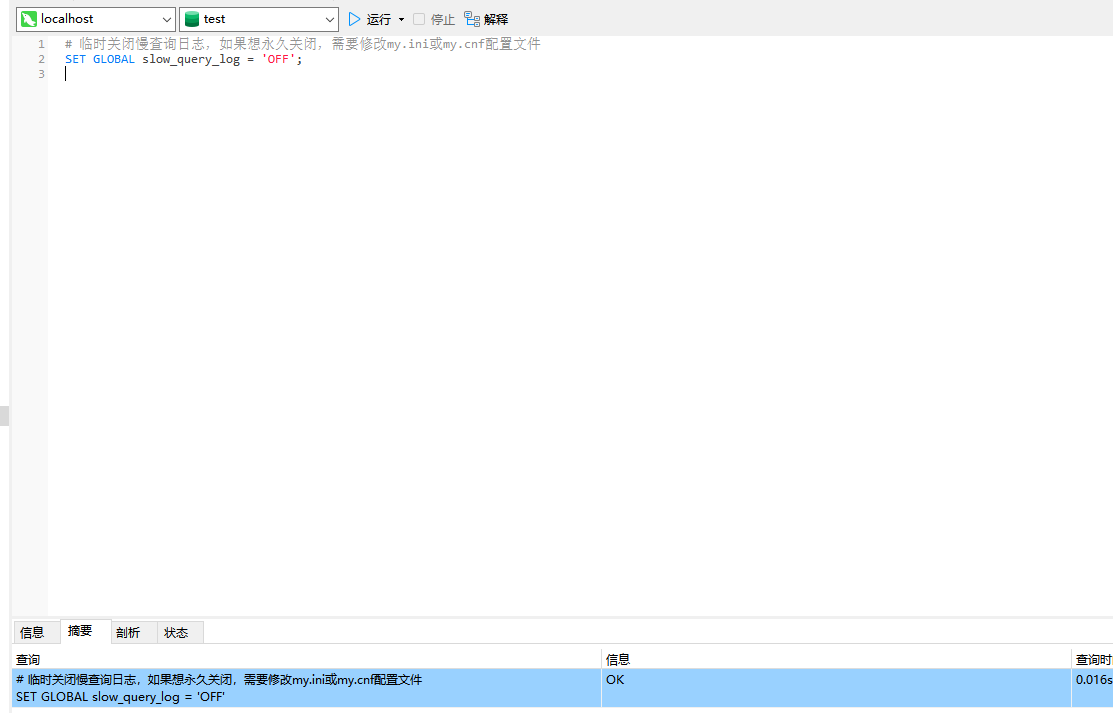 localhost test 运行 停止 解释
1 # 临时关闭慢查询日志，如果想永久关闭，需要修改my.ini或my.cnf配置文件
2 SET GLOBAL slow_query_log = 'OFF';
3
信息 摘要 剖析 状态
查询 信息 查询时
# 临时关闭慢查询日志，如果想永久关闭，需要修改my.ini或my.cnf配置文件 OK 0.016s
SET GLOBAL slow_query_log = 'OFF'